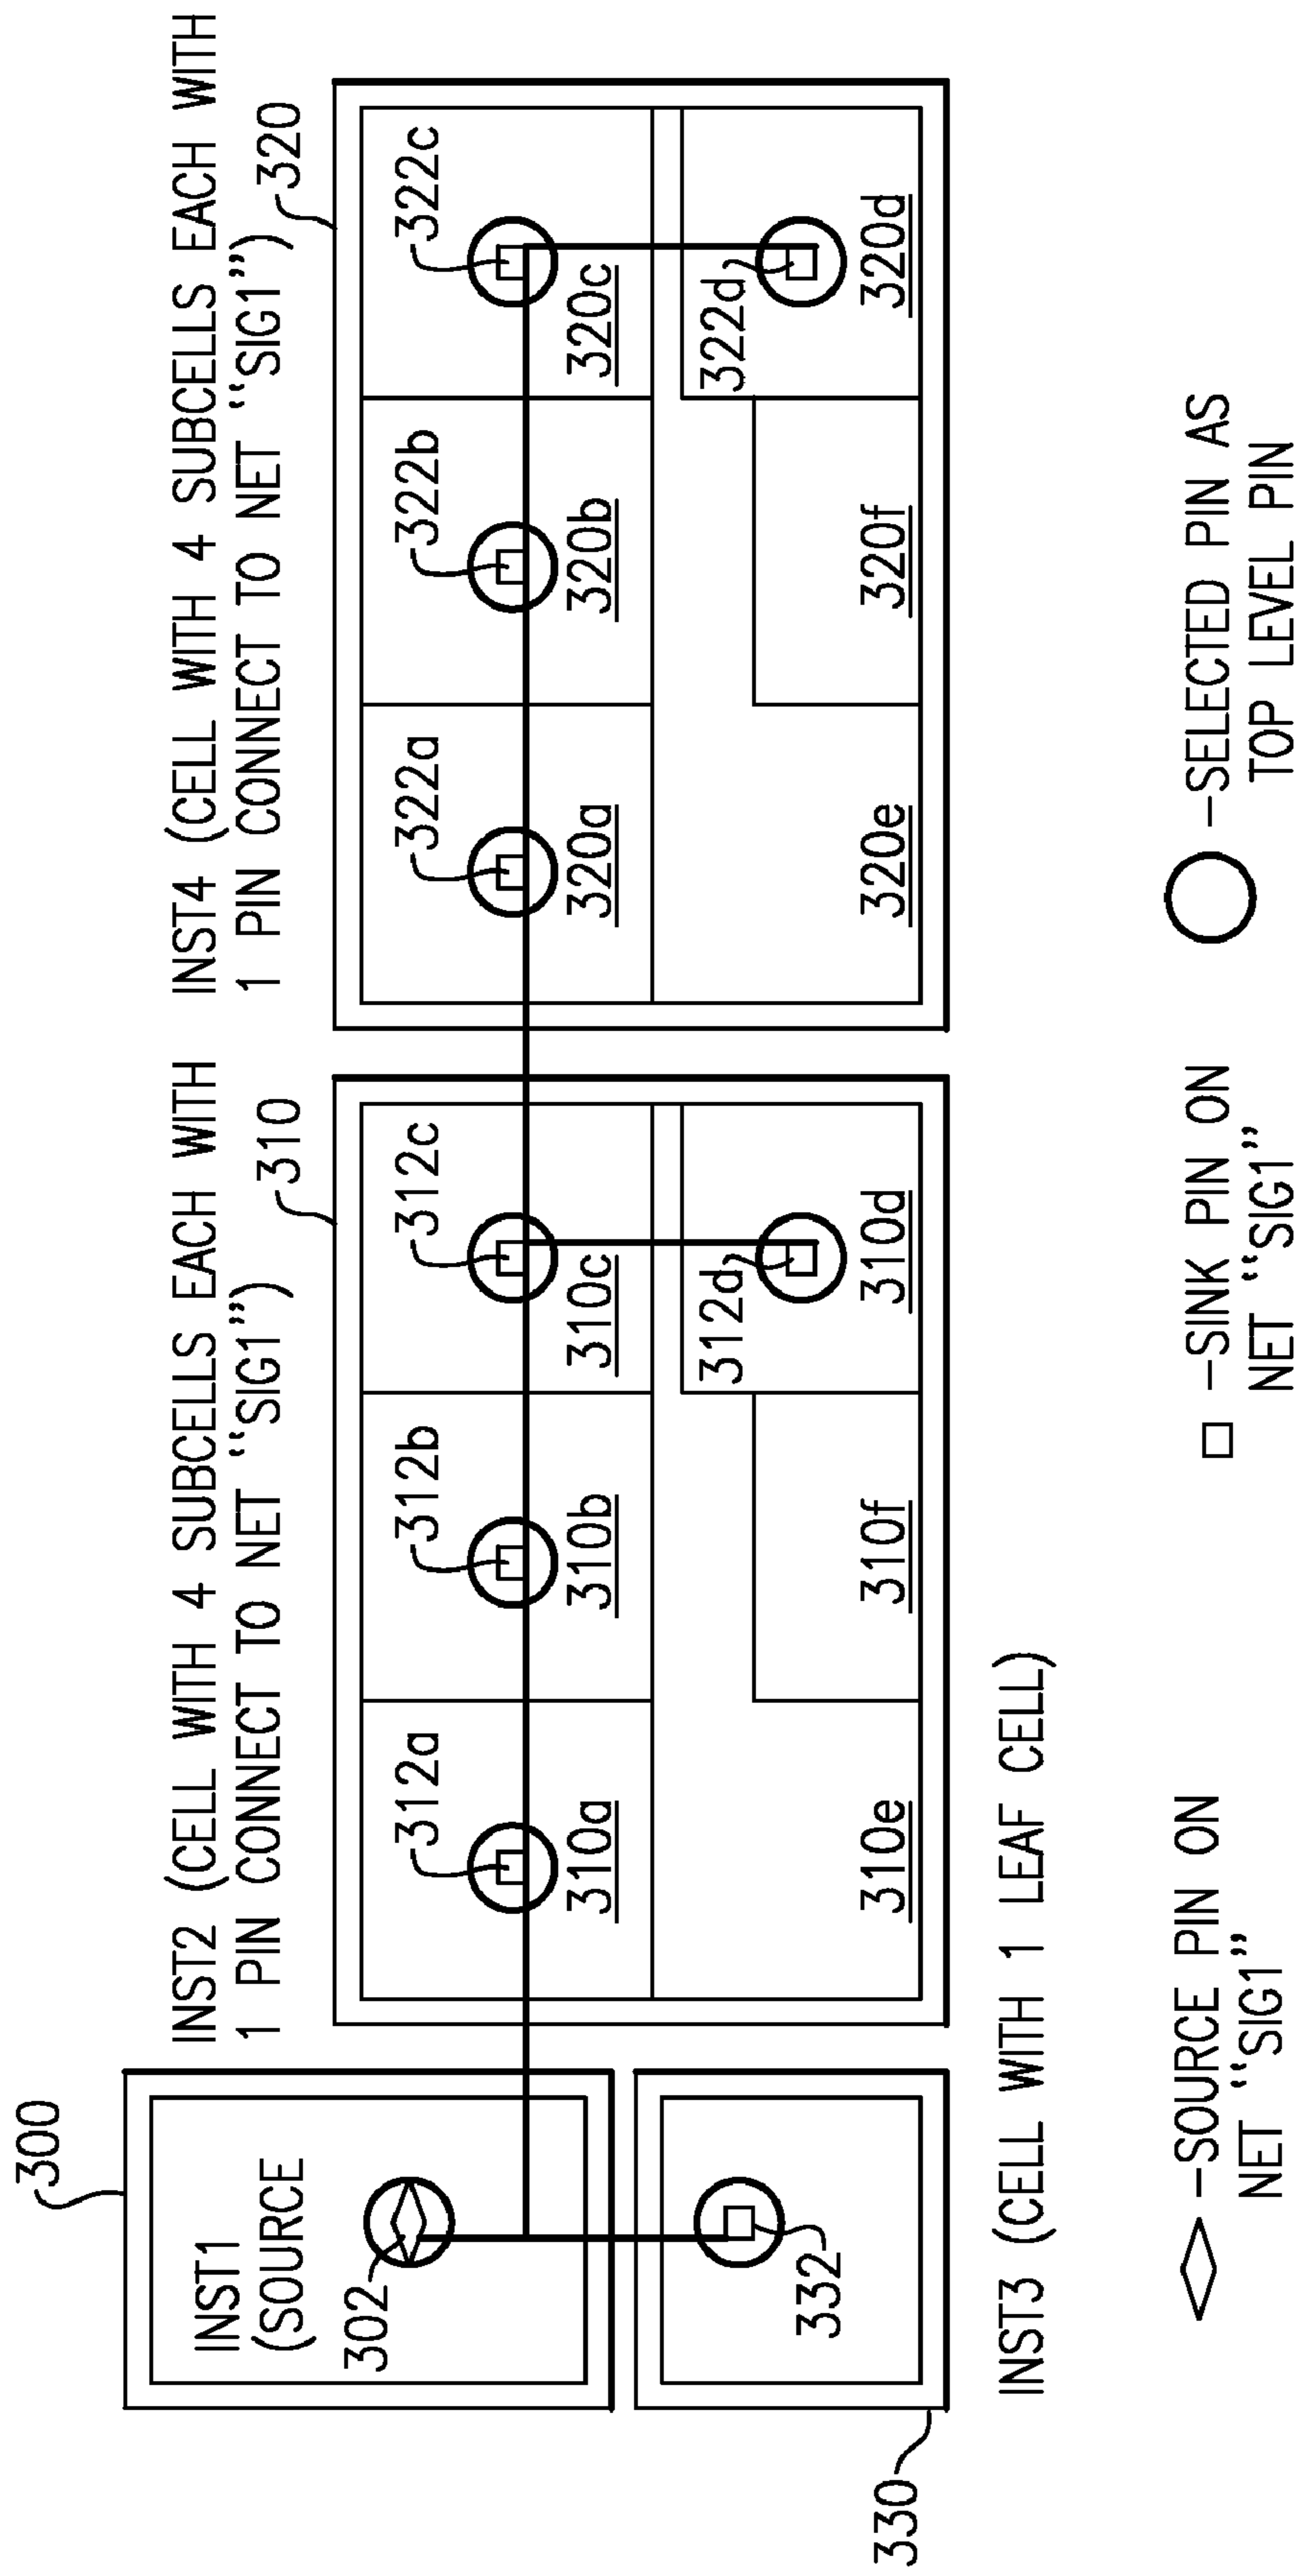 INST2 (CELL WITH 4 SUBCELLS EACH WITH
1 PIN CONNECT TO NET “SIG1”)
INST4 (CELL WITH 4 SUBCELLS EACH WITH
1 PIN CONNECT TO NET “SIG1”)
300
310
320
INST1
(SOURCE
302
312a
312b
312c
322a
322b
322c
310a
310b
310c
320a
320b
320c
312d
322d
332
310e
310f
310d
320e
320f
320d
330
INST3 (CELL WITH 1 LEAF CELL)
–SOURCE PIN ON
NET “SIG1”
–SINK PIN ON
NET “SIG1”
–SELECTED PIN AS
TOP LEVEL PIN